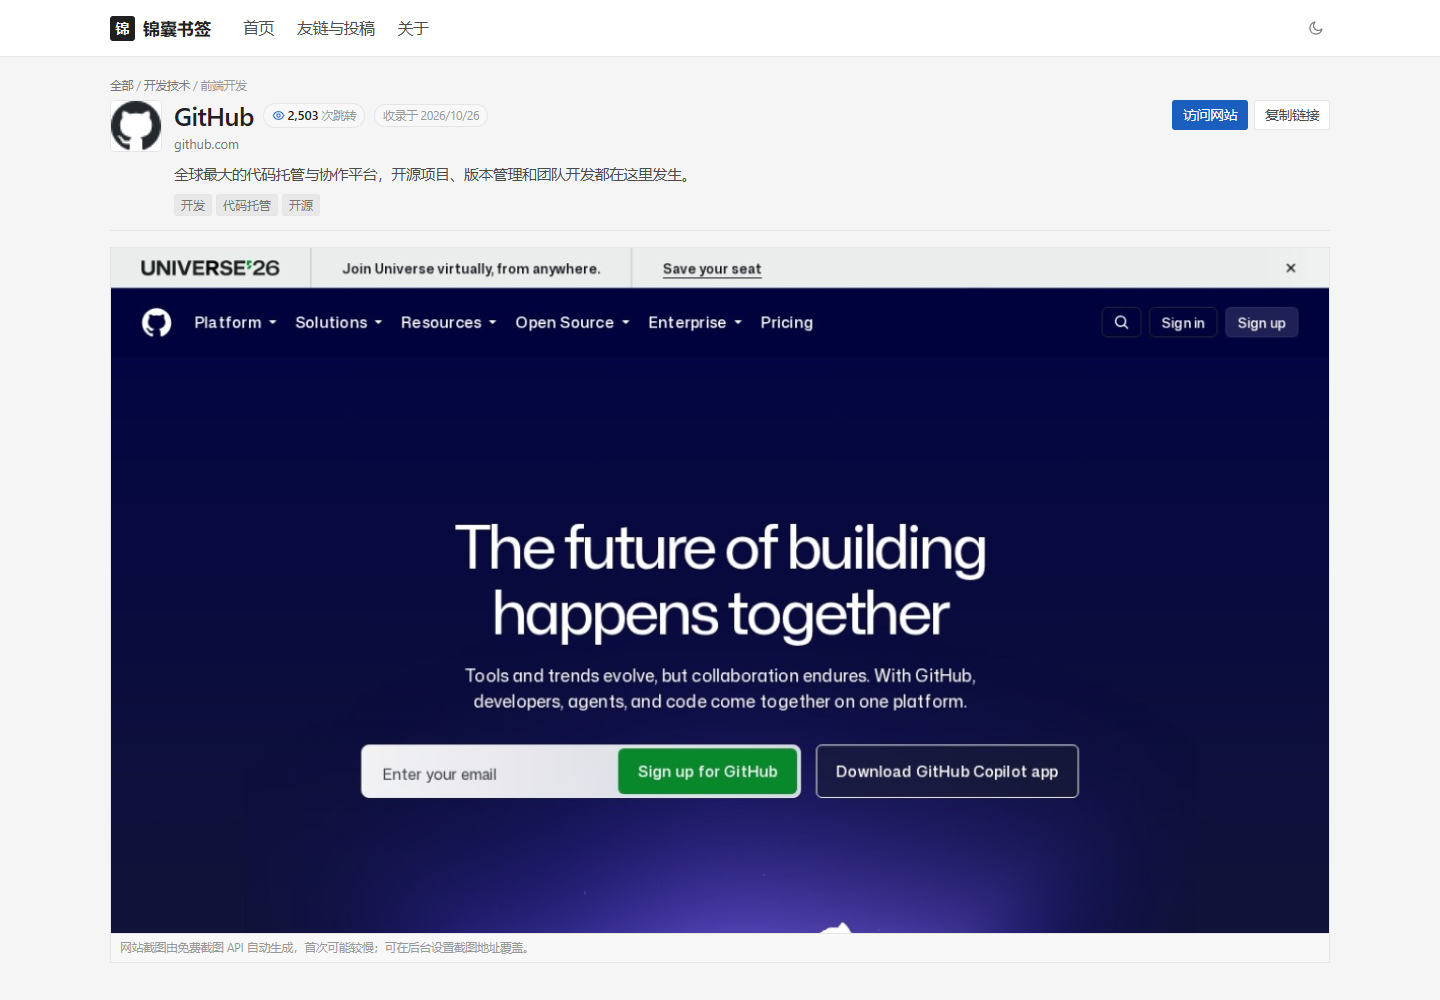 锦 锦囊书签 首页 友链与投稿 关于
全部 / 开发技术 / 前端开发
GitHub 2,503 次跳转 收录于 2026/10/26 访问网站 复制链接
github.com
全球最大的代码托管与协作平台，开源项目、版本管理和团队开发都在这里发生。
开发 代码托管 开源
UNIVERSE'26 Join Universe virtually, from anywhere. Save your seat
Platform Solutions Resources Open Source Enterprise Pricing Sign in Sign up
The future of building
happens together
Tools and trends evolve, but collaboration endures. With GitHub,
developers, agents, and code come together on one platform.
Enter your email Sign up for GitHub Download GitHub Copilot app
网站截图由免费截图 API 自动生成，首次可能较慢；可在后台设置截图地址覆盖。